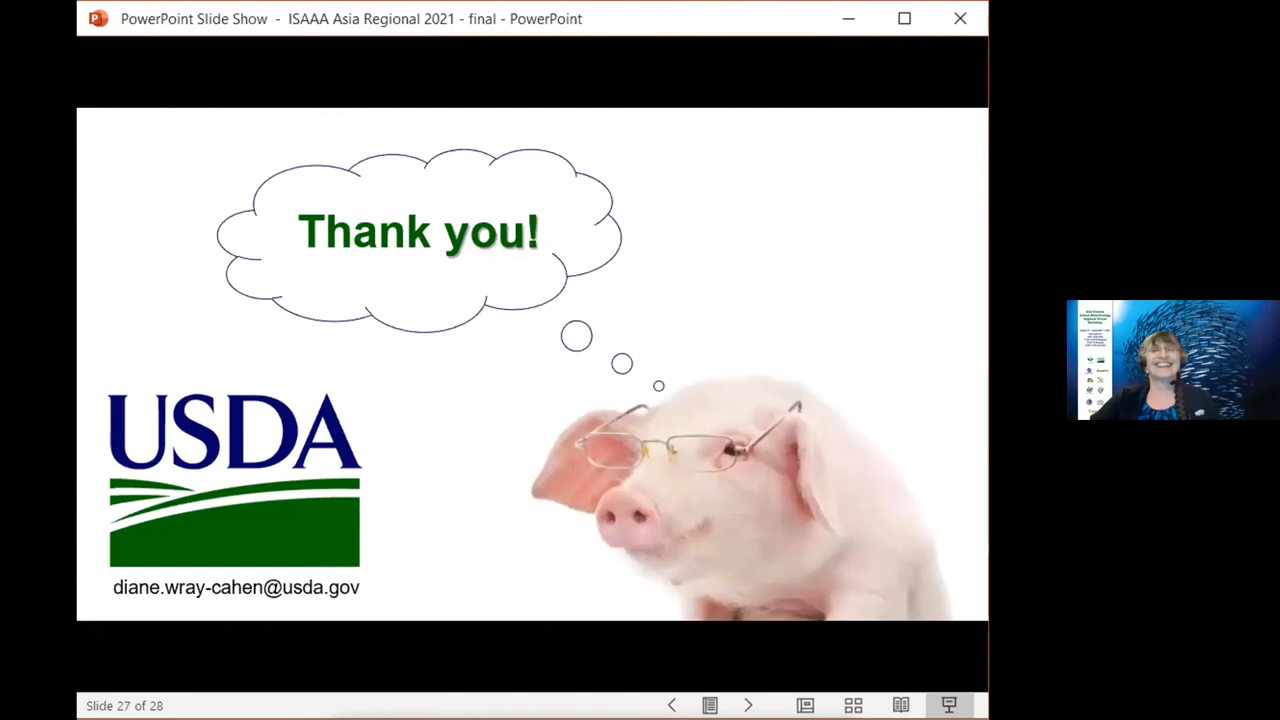 PowerPoint Slide Show - ISAAA Asia Regional 2021 - final - PowerPoint
Thank you!
USDA
diane.wray-cahen@usda.gov
Slide 27 of 28